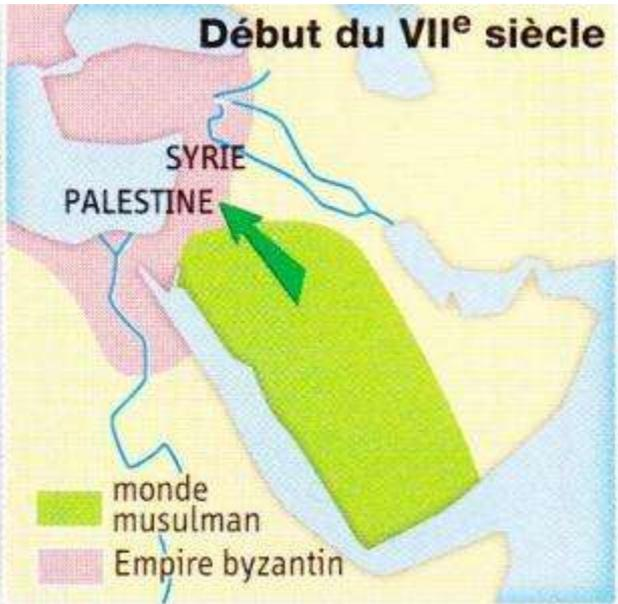 Début du VIIe siècle
SYRIE
PALESTINE
monde
musulman
Empire byzantin